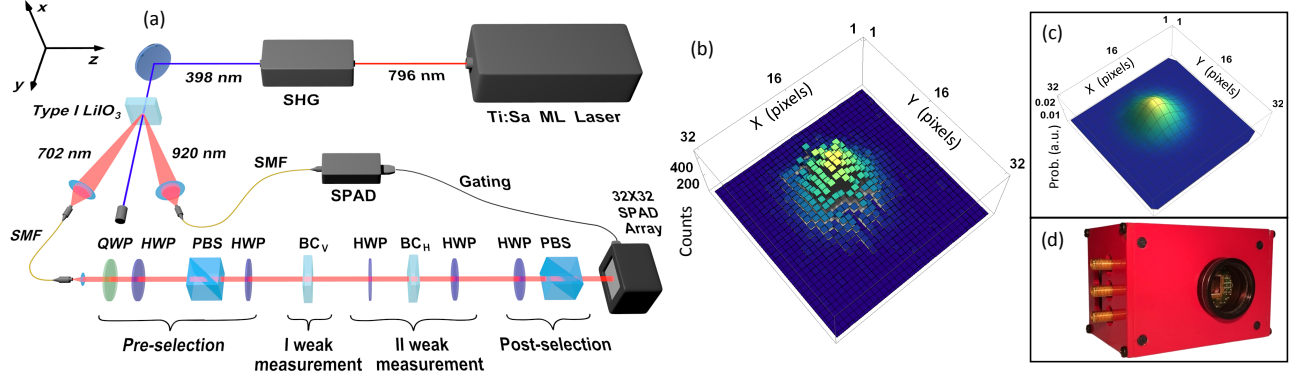 (a)
x
z
y
398 nm
796 nm
SHG
Ti:Sa ML Laser
Type I LiIO3
702 nm
920 nm
SMF
SPAD
Gating
32X32
SPAD
Array
SMF
QWP
HWP
PBS
HWP
BCV
HWP
BCH
HWP
HWP
PBS
Pre-selection
I weak
measurement
II weak
measurement
Post-selection
(b)
1
1
16
16
X (pixels)
Y (pixels)
32
32
400
200
Counts
(c)
1
1
16
16
X (pixels)
Y (pixels)
32
32
0.02
0.01
Prob. (a.u.)
(d)